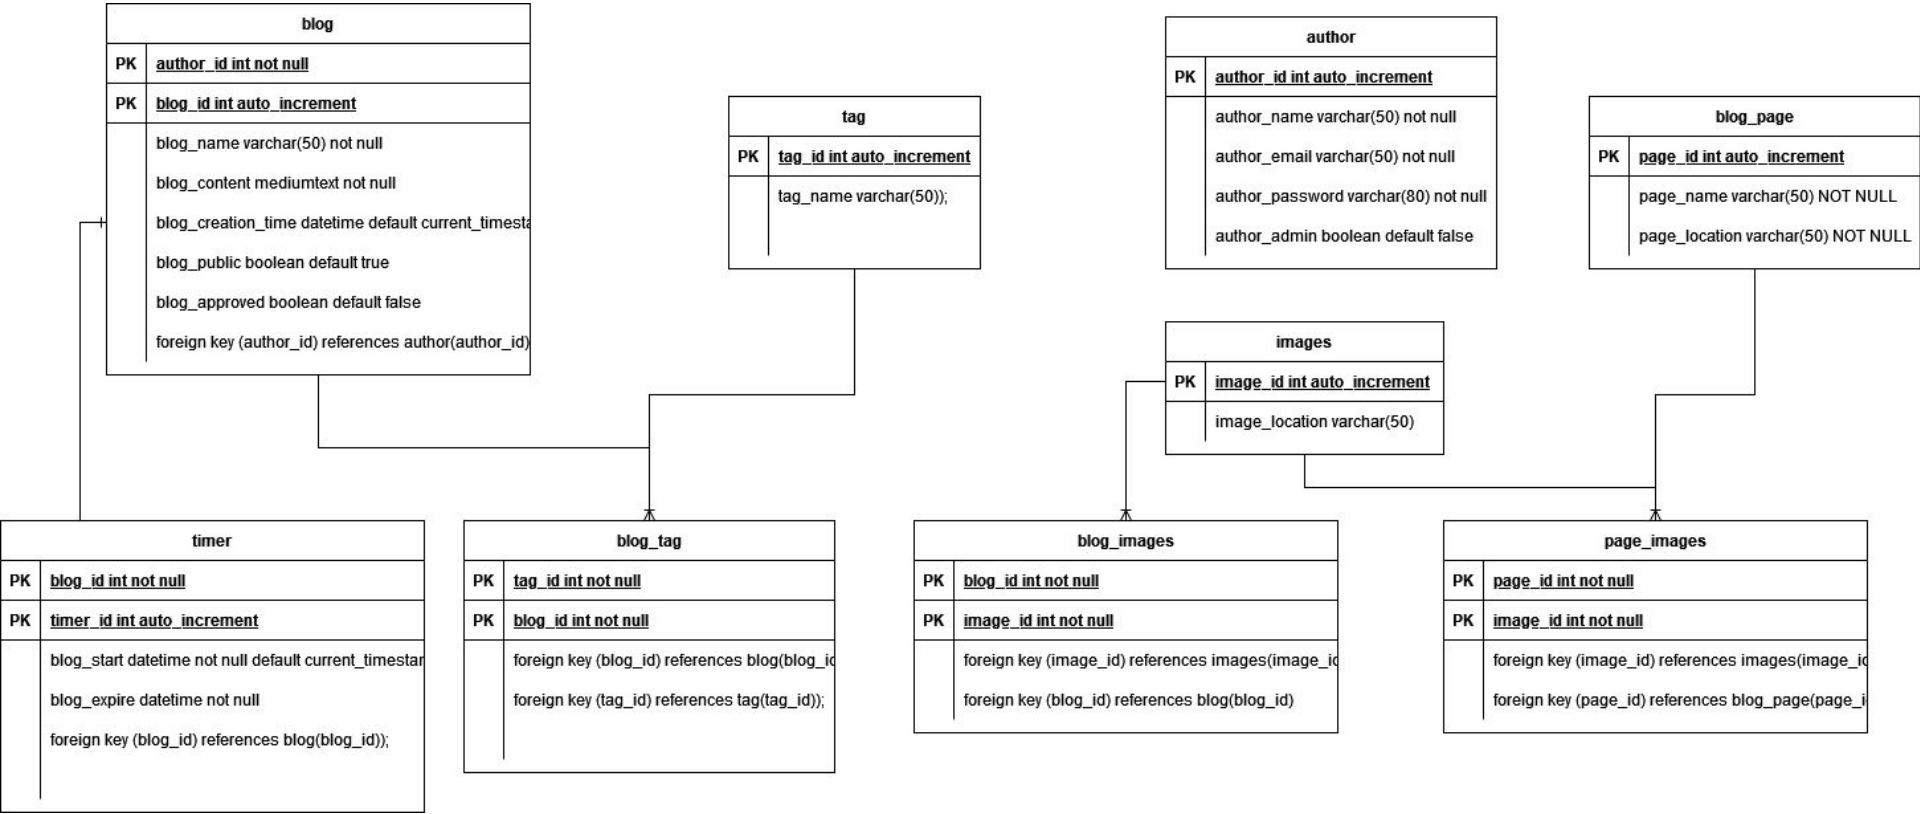 blog
PK author_id int not null
PK blog_id int auto_increment
blog_name varchar(50) not null
blog_content mediumtext not null
blog_creation_time datetime default current_timesta
blog_public boolean default true
blog_approved boolean default false
foreign key (author_id) references author(author_id)
tag
PK tag_id int auto_increment
tag_name varchar(50));
author
PK author_id int auto_increment
author_name varchar(50) not null
author_email varchar(50) not null
author_password varchar(80) not null
author_admin boolean default false
blog_page
PK page_id int auto_increment
page_name varchar(50) NOT NULL
page_location varchar(50) NOT NULL
images
PK image_id int auto_increment
image_location varchar(50)
timer
PK blog_id int not null
PK timer_id int auto_increment
blog_start datetime not null default current_timestar
blog_expire datetime not null
foreign key (blog_id) references blog(blog_id));
blog_tag
PK tag_id int not null
PK blog_id int not null
foreign key (blog_id) references blog(blog_id
foreign key (tag_id) references tag(tag_id));
blog_images
PK blog_id int not null
PK image_id int not null
foreign key (image_id) references images(image_id
foreign key (blog_id) references blog(blog_id)
page_images
PK page_id int not null
PK image_id int not null
foreign key (image_id) references images(image_id
foreign key (page_id) references blog_page(page_i